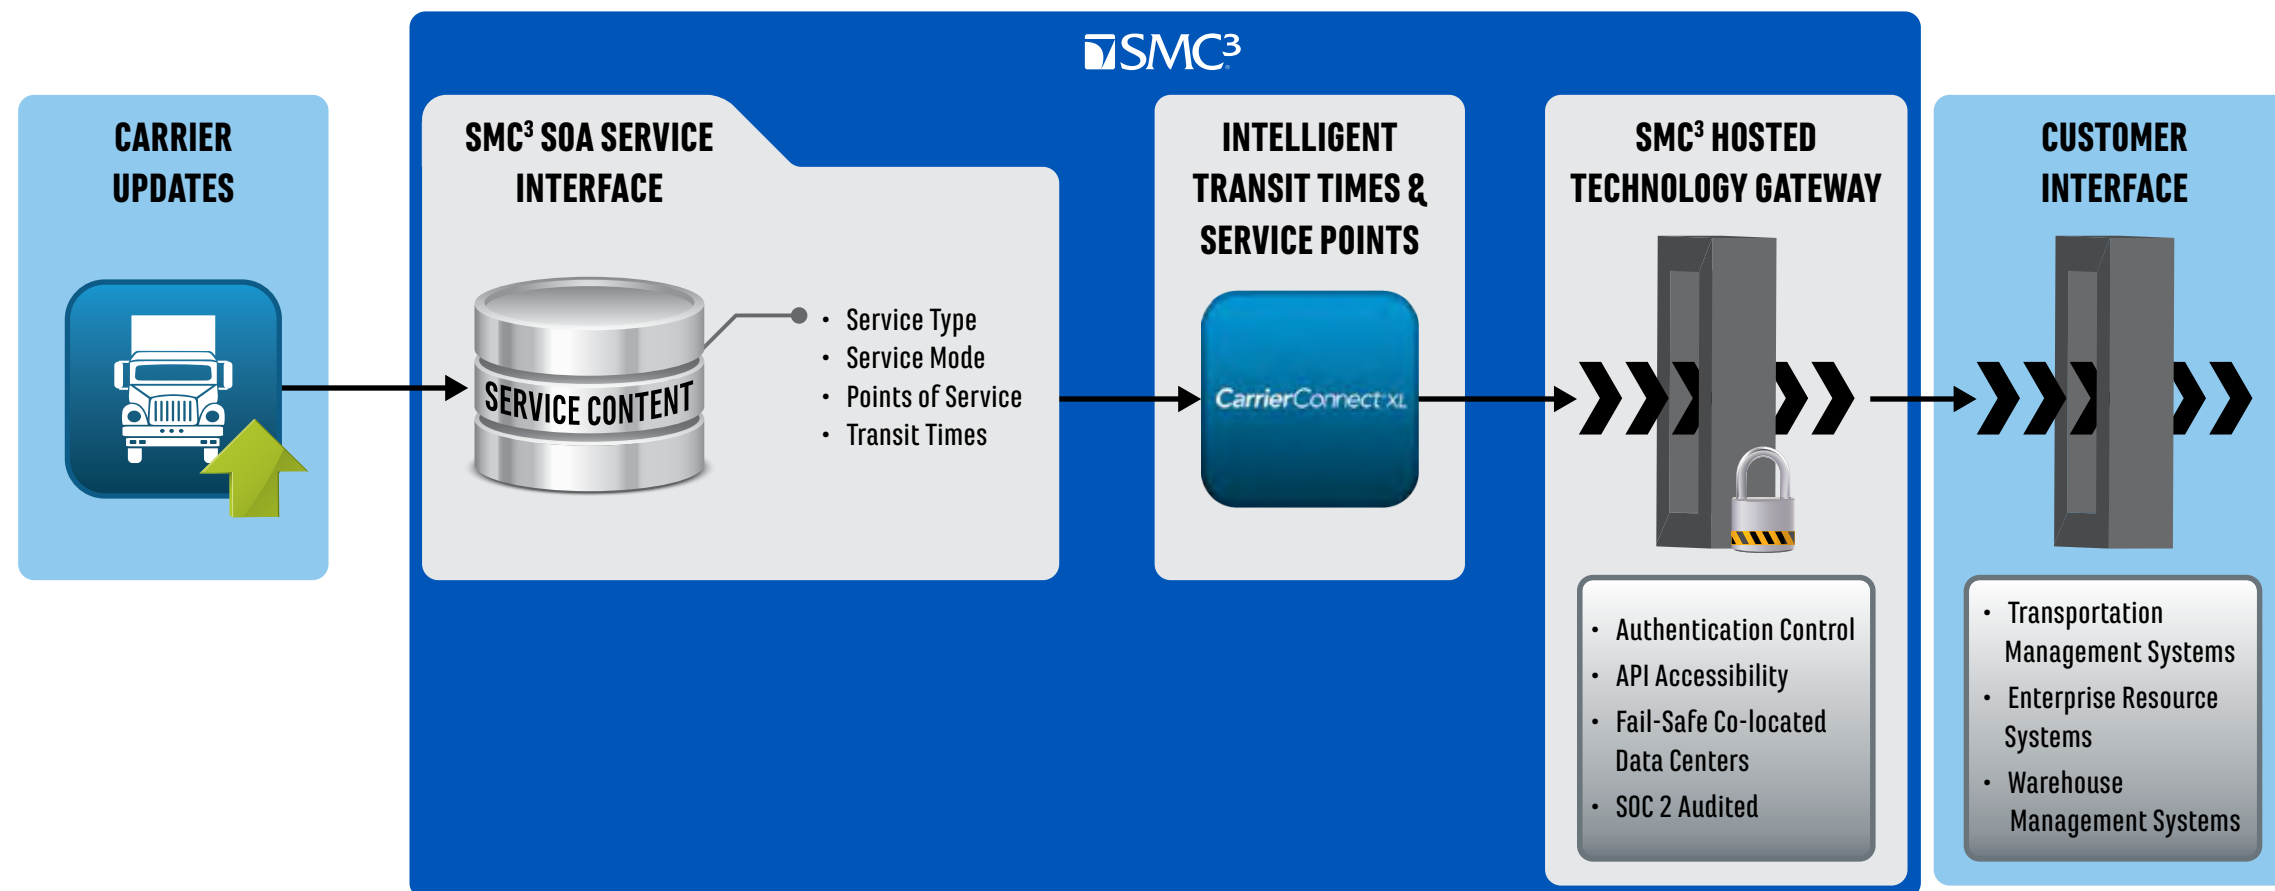 SMC³
CARRIER
UPDATES
SMC³ SOA SERVICE
INTERFACE
SERVICE CONTENT
• Service Type
• Service Mode
• Points of Service
• Transit Times
INTELLIGENT
TRANSIT TIMES &
SERVICE POINTS
CarrierConnect XL
SMC³ HOSTED
TECHNOLOGY GATEWAY
• Authentication Control
• API Accessibility
• Fail-Safe Co-located
Data Centers
• SOC 2 Audited
CUSTOMER
INTERFACE
• Transportation
Management Systems
• Enterprise Resource
Systems
• Warehouse
Management Systems